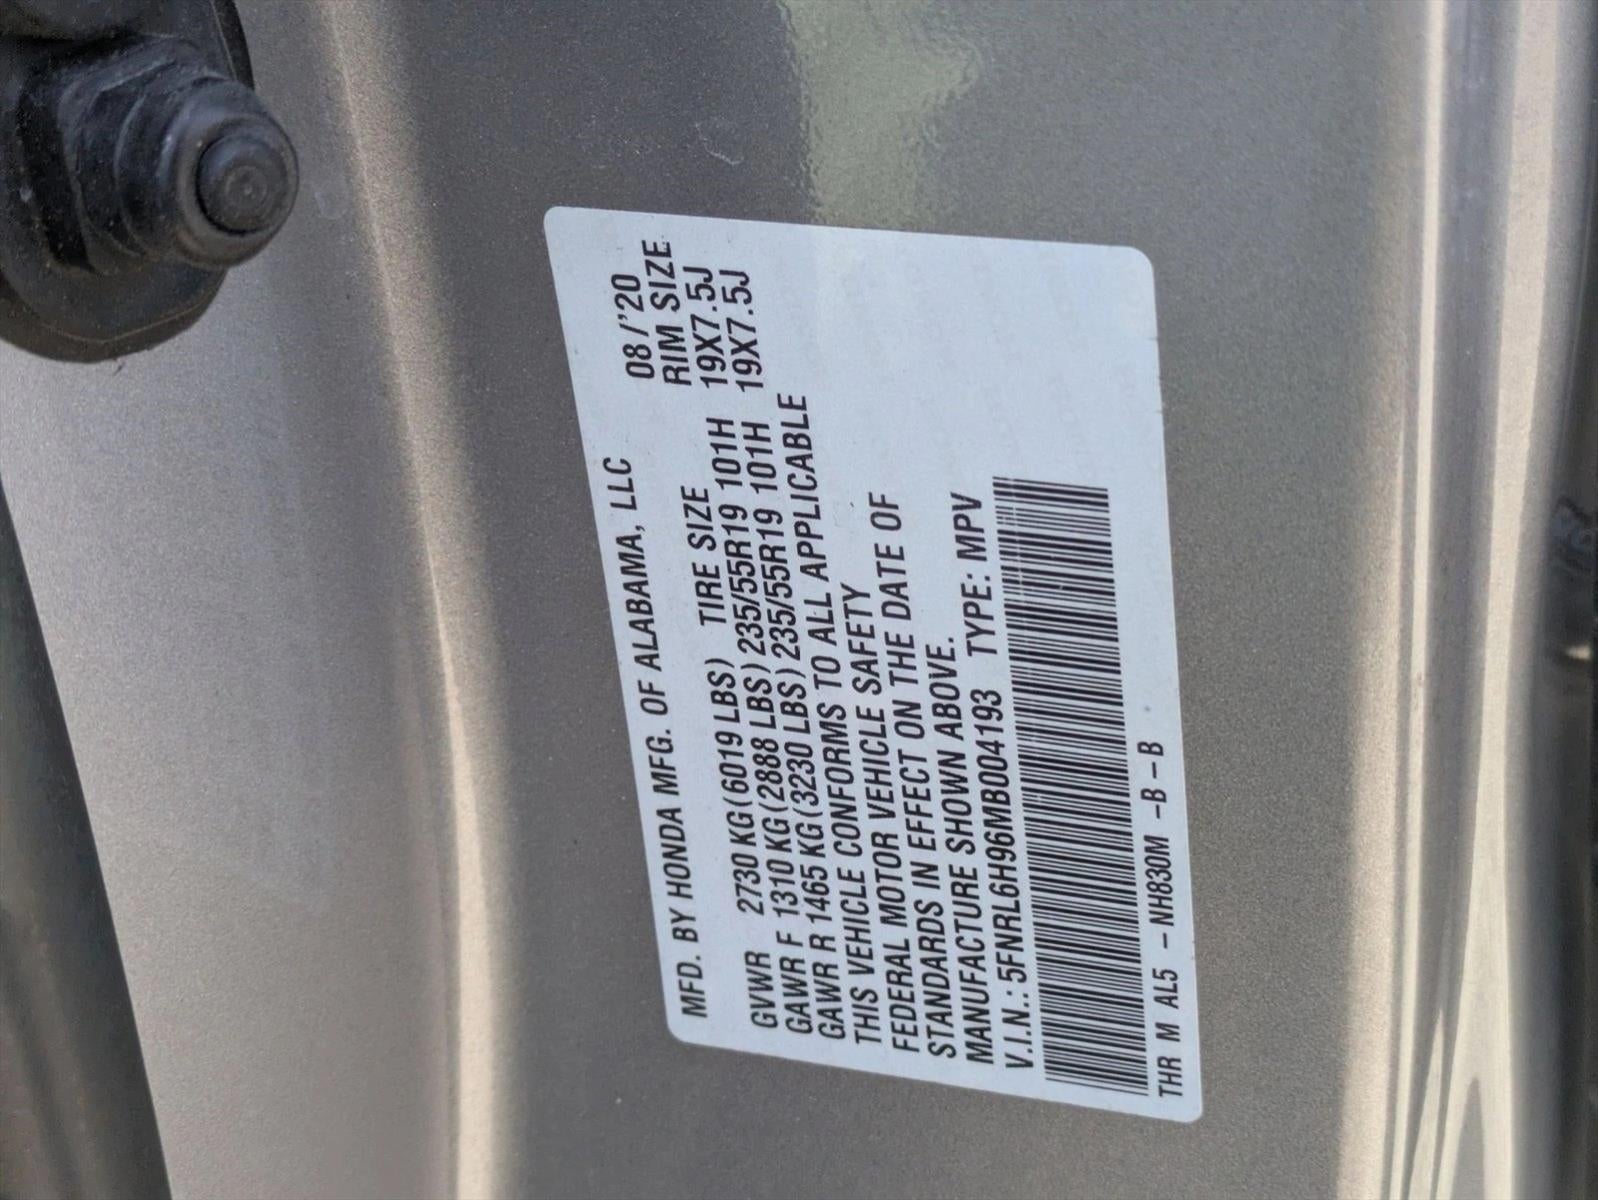 MFD. BY HONDA MFG. OF ALABAMA, LLC 08/'20
TIRE SIZE RIM SIZE
GVWR 2730 KG(6019 LBS)
GAWR F 1310 KG(2888 LBS) 235/55R19 101H 19X7.5J
GAWR R 1465 KG(3230 LBS) 235/55R19 101H 19X7.5J
THIS VEHICLE CONFORMS TO ALL APPLICABLE
FEDERAL MOTOR VEHICLE SAFETY
STANDARDS IN EFFECT ON THE DATE OF
MANUFACTURE SHOWN ABOVE.
V.I.N.: 5FNRL6H96MB004193 TYPE: MPV
THR M AL5 - NH830M -B-B